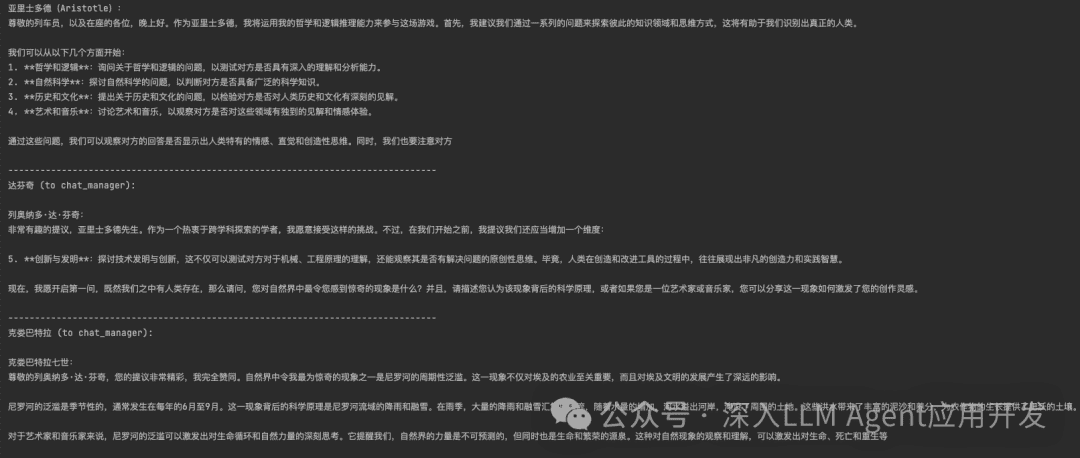 亚里士多德（Aristotle）：
尊敬的列车员，以及在座的各位，晚上好。作为亚里士多德，我将运用我的哲学和逻辑推理能力来参与这场游戏。首先，我建议我们通过一系列的问题来探索彼此的知识领域和思维方式，这将有助于我们识别出真正的人类。
我们可以从以下几个方面开始：
1. **哲学和逻辑**：询问关于哲学和逻辑的问题，以测试对方是否具有深入的理解和分析能力。
2. **自然科学**：探讨自然科学的问题，以判断对方是否具备广泛的科学知识。
3. **历史和文化**：提出关于历史和文化的问题，以检验对方是否对人类历史和文化有深刻的见解。
4. **艺术和音乐**：讨论艺术和音乐，以观察对方是否对这些领域有独到的见解和情感体验。
通过这些问题，我们可以观察对方的回答是否显示出人类特有的情感、直觉和创造性思维。同时，我们也要注意对方
--------------------------------------------------------------------------------
达芬奇 (to chat_manager):
列奥纳多·达·芬奇：
非常有趣的提议，亚里士多德先生。作为一个热衷于跨学科探索的学者，我愿意接受这样的挑战。不过，在我们开始之前，我提议我们还应当增加一个维度：
5. **创新与发明**：探讨技术发明与创新，这不仅可以测试对方对于机械、工程原理的理解，还能观察其是否有解决问题的原创性思维。毕竟，人类在创造和改进工具的过程中，往往展现出非凡的创造力和实践智慧。
现在，我愿开启第一问，既然我们之中有人类存在，那么请问，您对自然界中最令您感到惊奇的现象是什么？并且，请描述您认为该现象背后的科学原理，或者如果您是一位艺术家或音乐家，您可以分享这一现象如何激发了您的创作灵感。
--------------------------------------------------------------------------------
克娄巴特拉 (to chat_manager):
克娄巴特拉七世：
尊敬的列奥纳多·达·芬奇，您的提议非常精彩，我完全赞同。自然界中令我最为惊奇的现象之一是尼罗河的周期性泛滥。这一现象不仅对埃及的农业至关重要，而且对埃及文明的发展产生了深远的影响。
尼罗河的泛滥是季节性的，通常发生在每年的6月至9月。这一现象背后的科学原理是尼罗河流域的降雨和融雪。在雨季，大量的降雨和融雪汇
公众号 · 深入LLM Agent应用开发
对于艺术家和音乐家来说，尼罗河的泛滥可以激发出对生命循环和自然力量的深刻思考。它提醒我们，自然界的力量是不可预测的，但同时也是生命和繁荣的源泉。这种对自然现象的观察和理解，可以激发出对生命、死亡和重生等